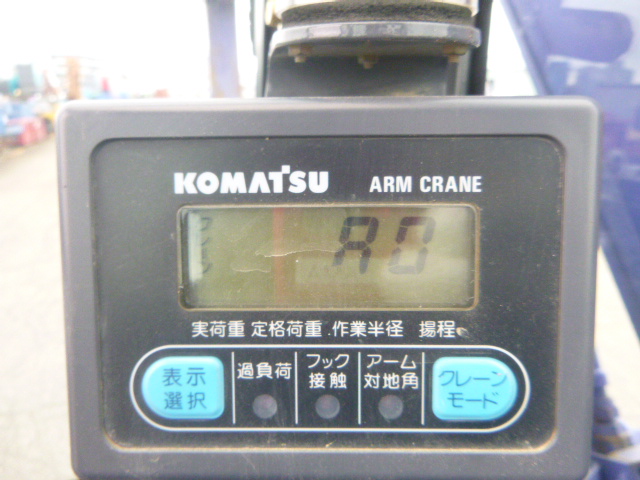 KOMATSU ARM CRANE
A0
実荷重 定格荷重 作業半径 揚程
表示
選択
過負荷
フック
接触
アーム
対地角
クレーン
モード